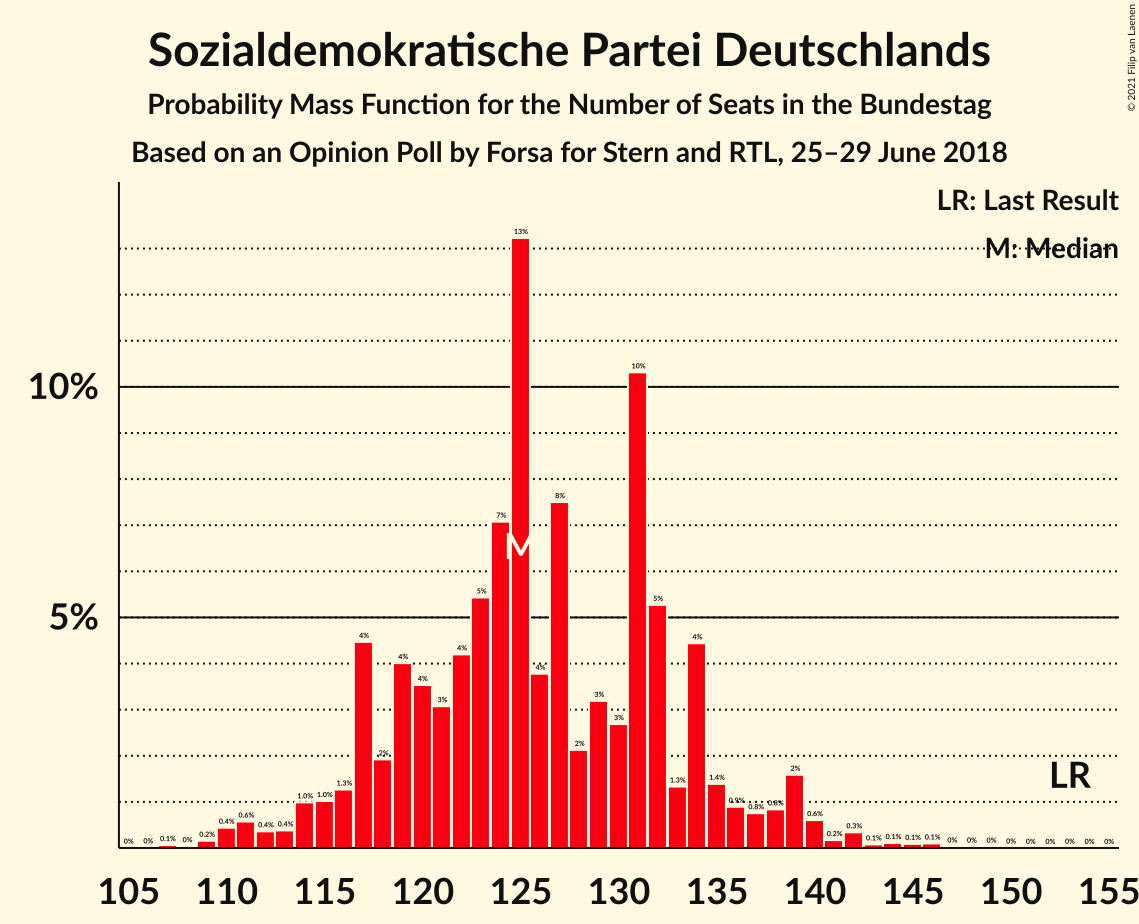 Sozialdemokratische Partei Deutschlands
Probability Mass Function for the Number of Seats in the Bundestag
Based on an Opinion Poll by Forsa for Stern and RTL, 25–29 June 2018
© 2021 Filip van Laenen
LR: Last Result
M: Median
10%
5%
0% 0% 0.1% 0% 0.2% 0.4% 0.6% 0.4% 0.4% 1.0% 1.0% 1.3% 4% 2% 4% 4% 3% 4% 5% 7% 13% 4% 8% 2% 3% 3% 10% 5% 1.3% 4% 1.4% 0.9% 0.8% 0.8% 2% 0.6% 0.2% 0.3% 0.1% 0.1% 0.1% 0.1% 0% 0% 0% 0% 0% 0% 0% 0% 0%
M
LR
105 110 115 120 125 130 135 140 145 150 155